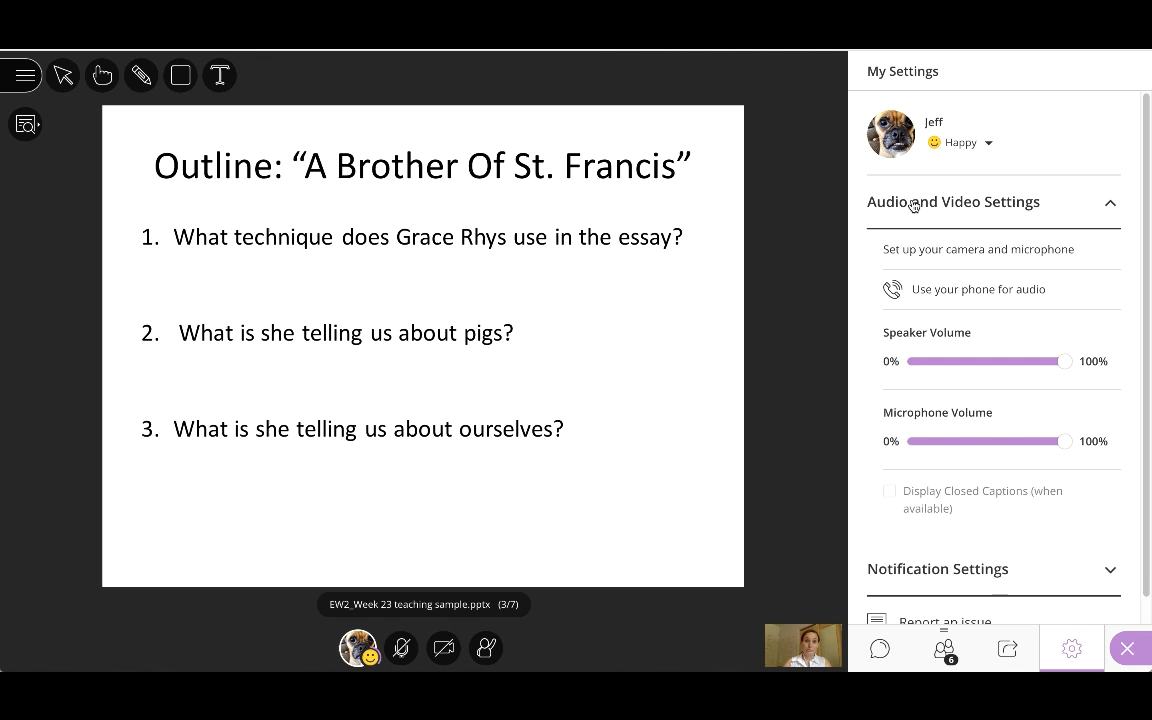 Outline: “A Brother Of St. Francis”
1. What technique does Grace Rhys use in the essay?
2. What is she telling us about pigs?
3. What is she telling us about ourselves?
EW2_Week 23 teaching sample.pptx (3/7)
My Settings
Jeff
Happy
Audio and Video Settings
Set up your camera and microphone
Use your phone for audio
Speaker Volume
0% 100%
Microphone Volume
0% 100%
Display Closed Captions (when
available)
Notification Settings
Report an issue
6